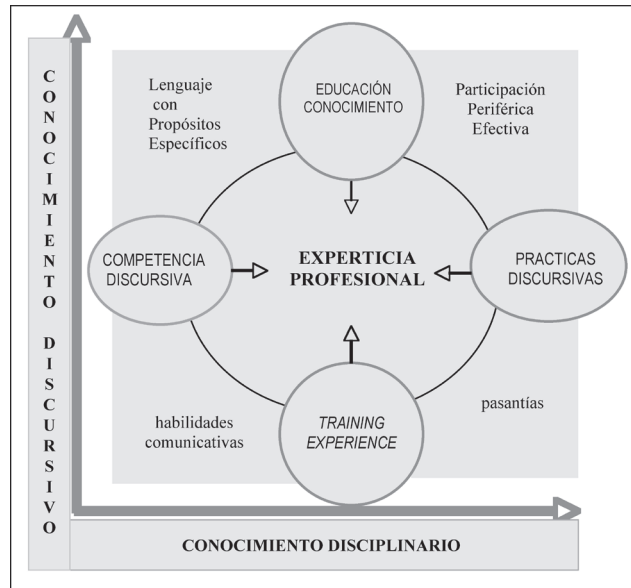 CONOCIMIENTO DISCURSIVO
Lenguaje
con
Propósitos
Específicos
EDUCACIÓN
CONOCIMIENTO
Participación
Periférica
Efectiva
COMPETENCIA
DISCURSIVA
EXPERTICIA
PROFESIONAL
PRACTICAS
DISCURSIVAS
habilidades
comunicativas
TRAINING
EXPERIENCE
pasantías
CONOCIMIENTO DISCIPLINARIO